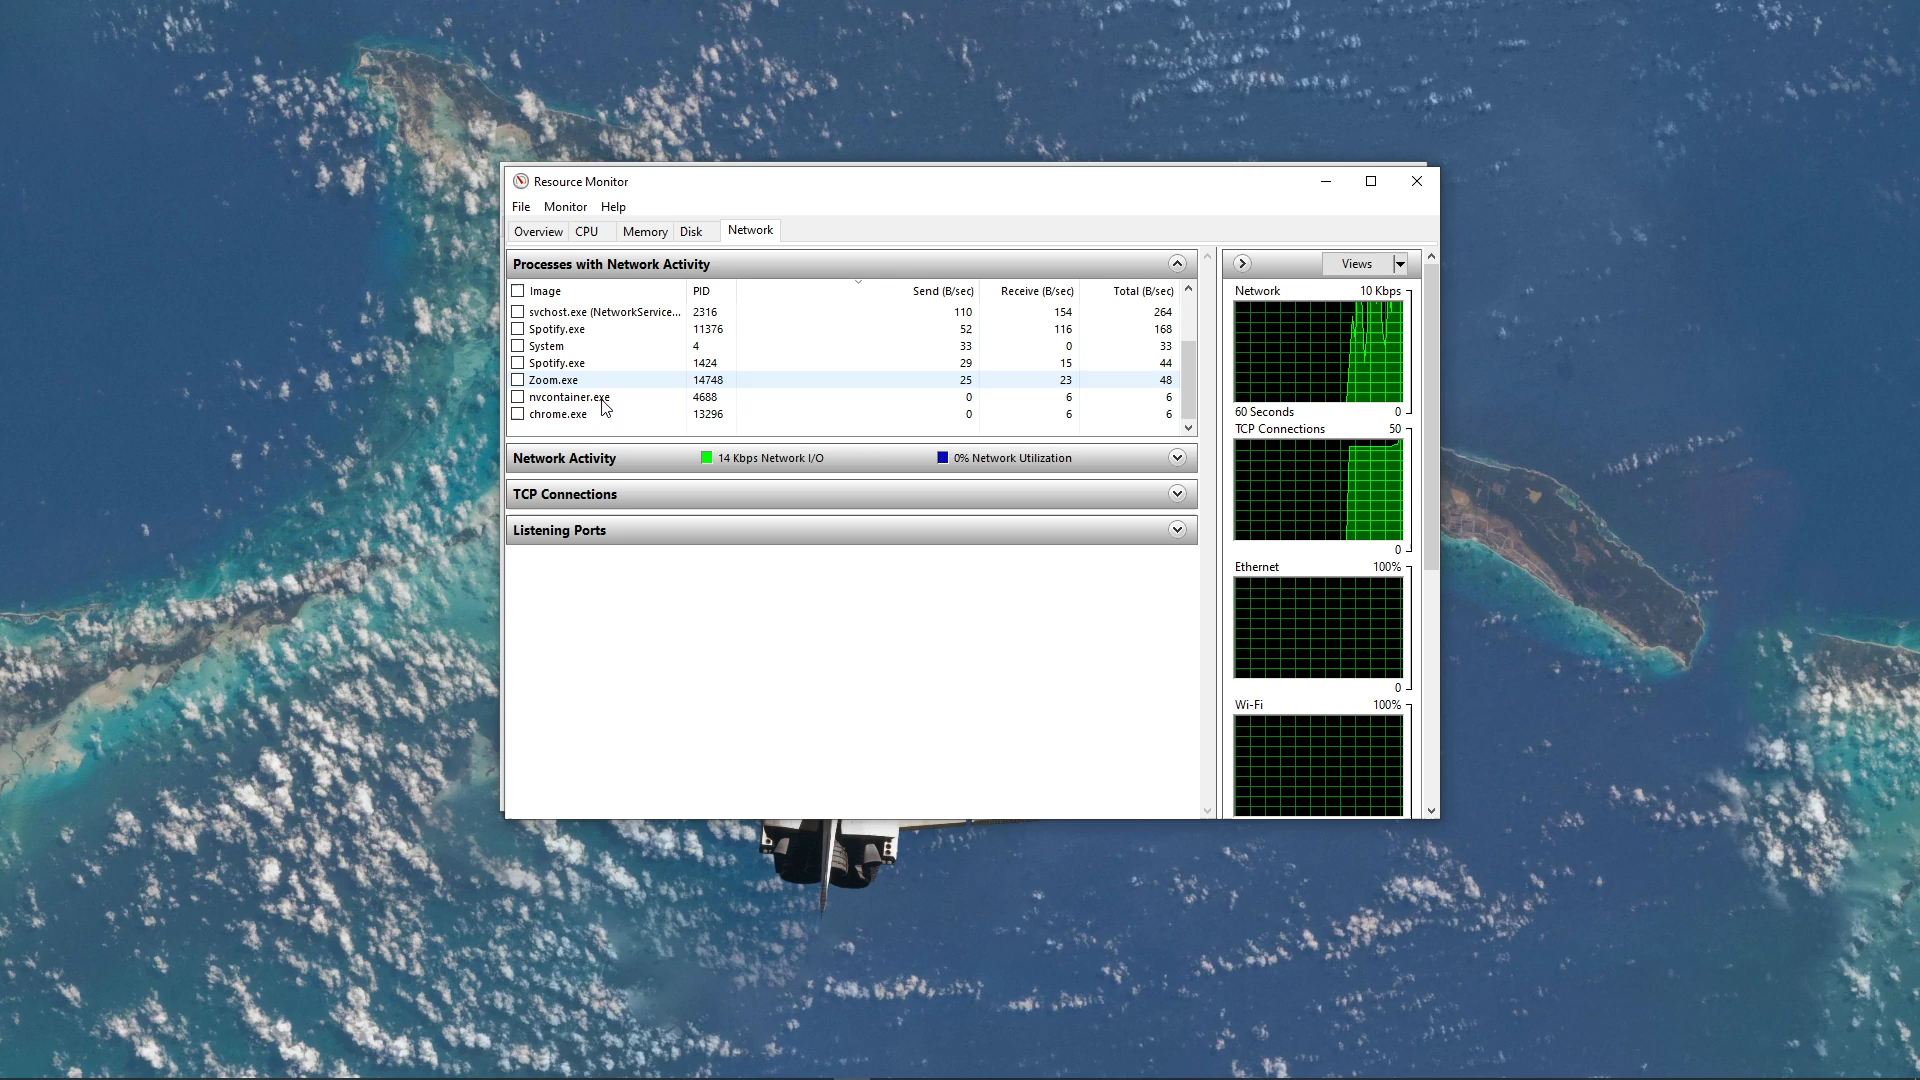 Resource Monitor
File Monitor Help
Overview CPU Memory Disk Network
Processes with Network Activity
Image PID Send (B/sec) Receive (B/sec) Total (B/sec)
svchost.exe (NetworkService... 2316 110 154 264
Spotify.exe 11376 52 116 168
System 4 33 0 33
Spotify.exe 1424 29 15 44
Zoom.exe 14748 25 23 48
nvcontainer.exe 4688 0 6 6
chrome.exe 13296 0 6 6
Network Activity 14 Kbps Network I/O 0% Network Utilization
TCP Connections
Listening Ports
Views
Network 10 Kbps
60 Seconds 0
TCP Connections 50
0
Ethernet 100%
0
Wi-Fi 100%